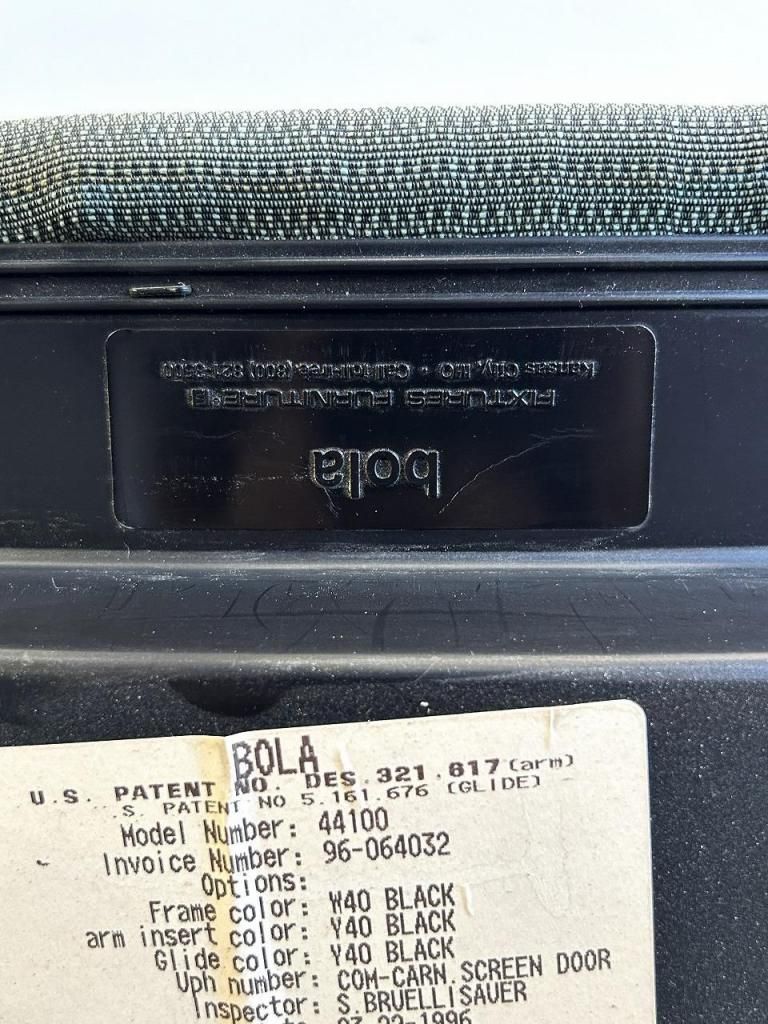 bola
FIXTURES FURNITURE®
Kansas City, MO • Call toll-free (800) 821-3500
BOLA
U.S. PATENT NO. DES.321.617(arm)
.S. PATENT NO 5.161.676 (GLIDE)
Model Number: 44100
Invoice Number: 96-064032
Options:
Frame color: W40 BLACK
arm insert color: Y40 BLACK
Glide color: Y40 BLACK
Uph number: COM-CARN.SCREEN DOOR
Inspector: S.BRUELLISAUER
1996